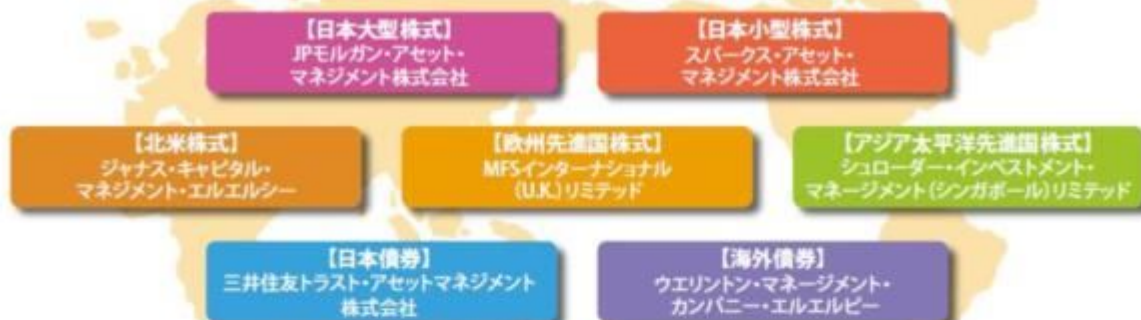 【日本大型株式】
JPモルガン・アセット・
マネジメント株式会社
【日本小型株式】
スパークス・アセット・
マネジメント株式会社
【北米株式】
ジャナス・キャピタル・
マネジメント・エルエルシー
【欧州先進国株式】
MFSインターナショナル
(U.K.)リミテッド
【アジア太平洋先進国株式】
シュローダー・インベストメント・
マネージメント(シンガポール)リミテッド
【日本債券】
三井住友トラスト・アセットマネジメント
株式会社
【海外債券】
ウエリントン・マネージメント・
カンパニー・エルエルピー